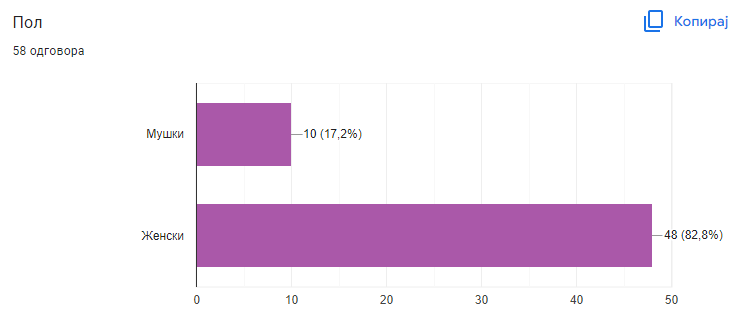 Пол
Копирај
58 одговора
Мушки
10 (17,2%)
Женски
48 (82,8%)
0
10
20
30
40
50